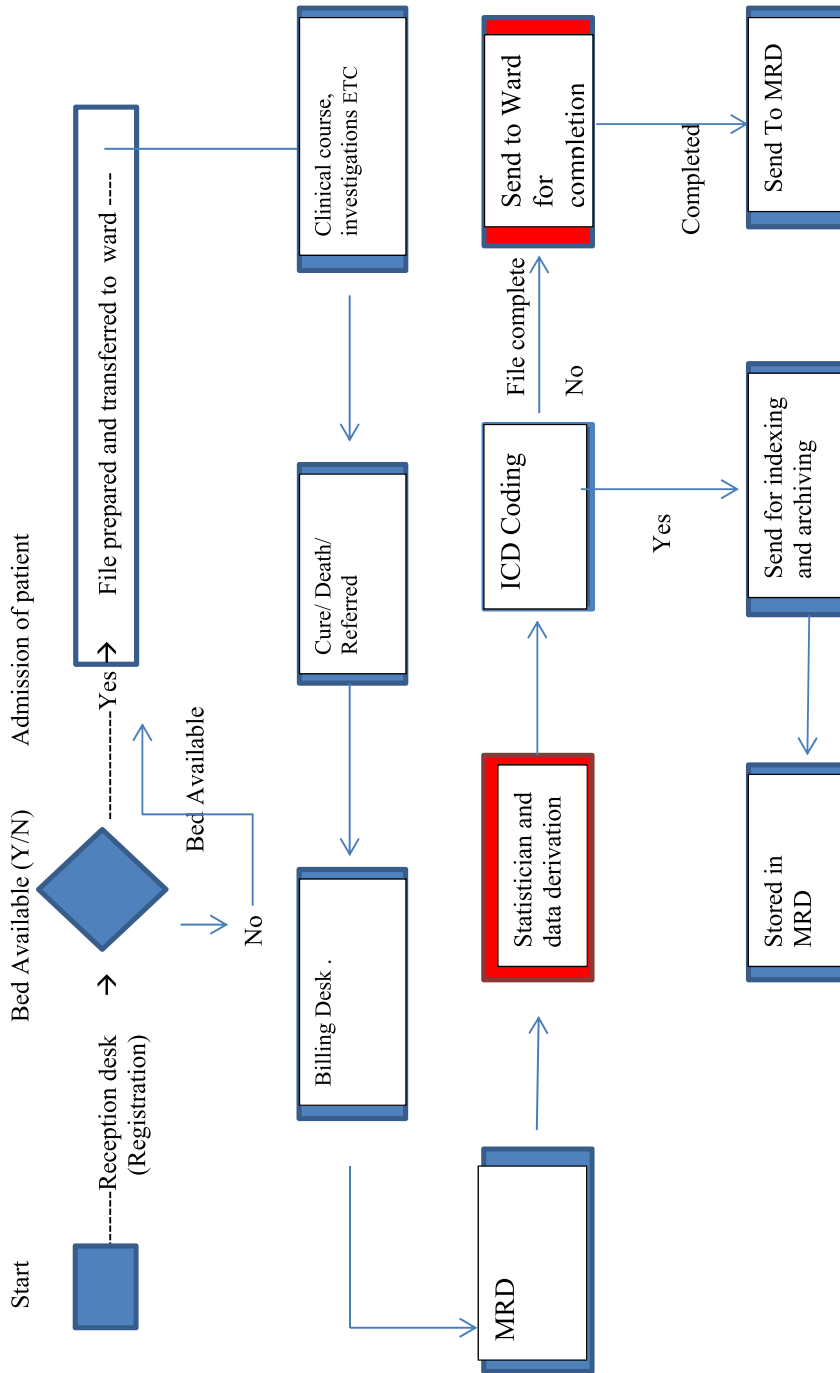 Start
Bed Available (Y/N)
Admission of patient
-----Reception desk
(Registration)
→
-----------Yes→
File prepared and transferred to ward ----
No
Bed Available
Clinical course,
investigations ETC
Cure/ Death/
Referred
Billing Desk .
MRD
Statistician and
data derivation
ICD Coding
File complete
No
Send to Ward
for
completion
Yes
Completed
Stored in
MRD
Send for indexing
and archiving
Send To MRD